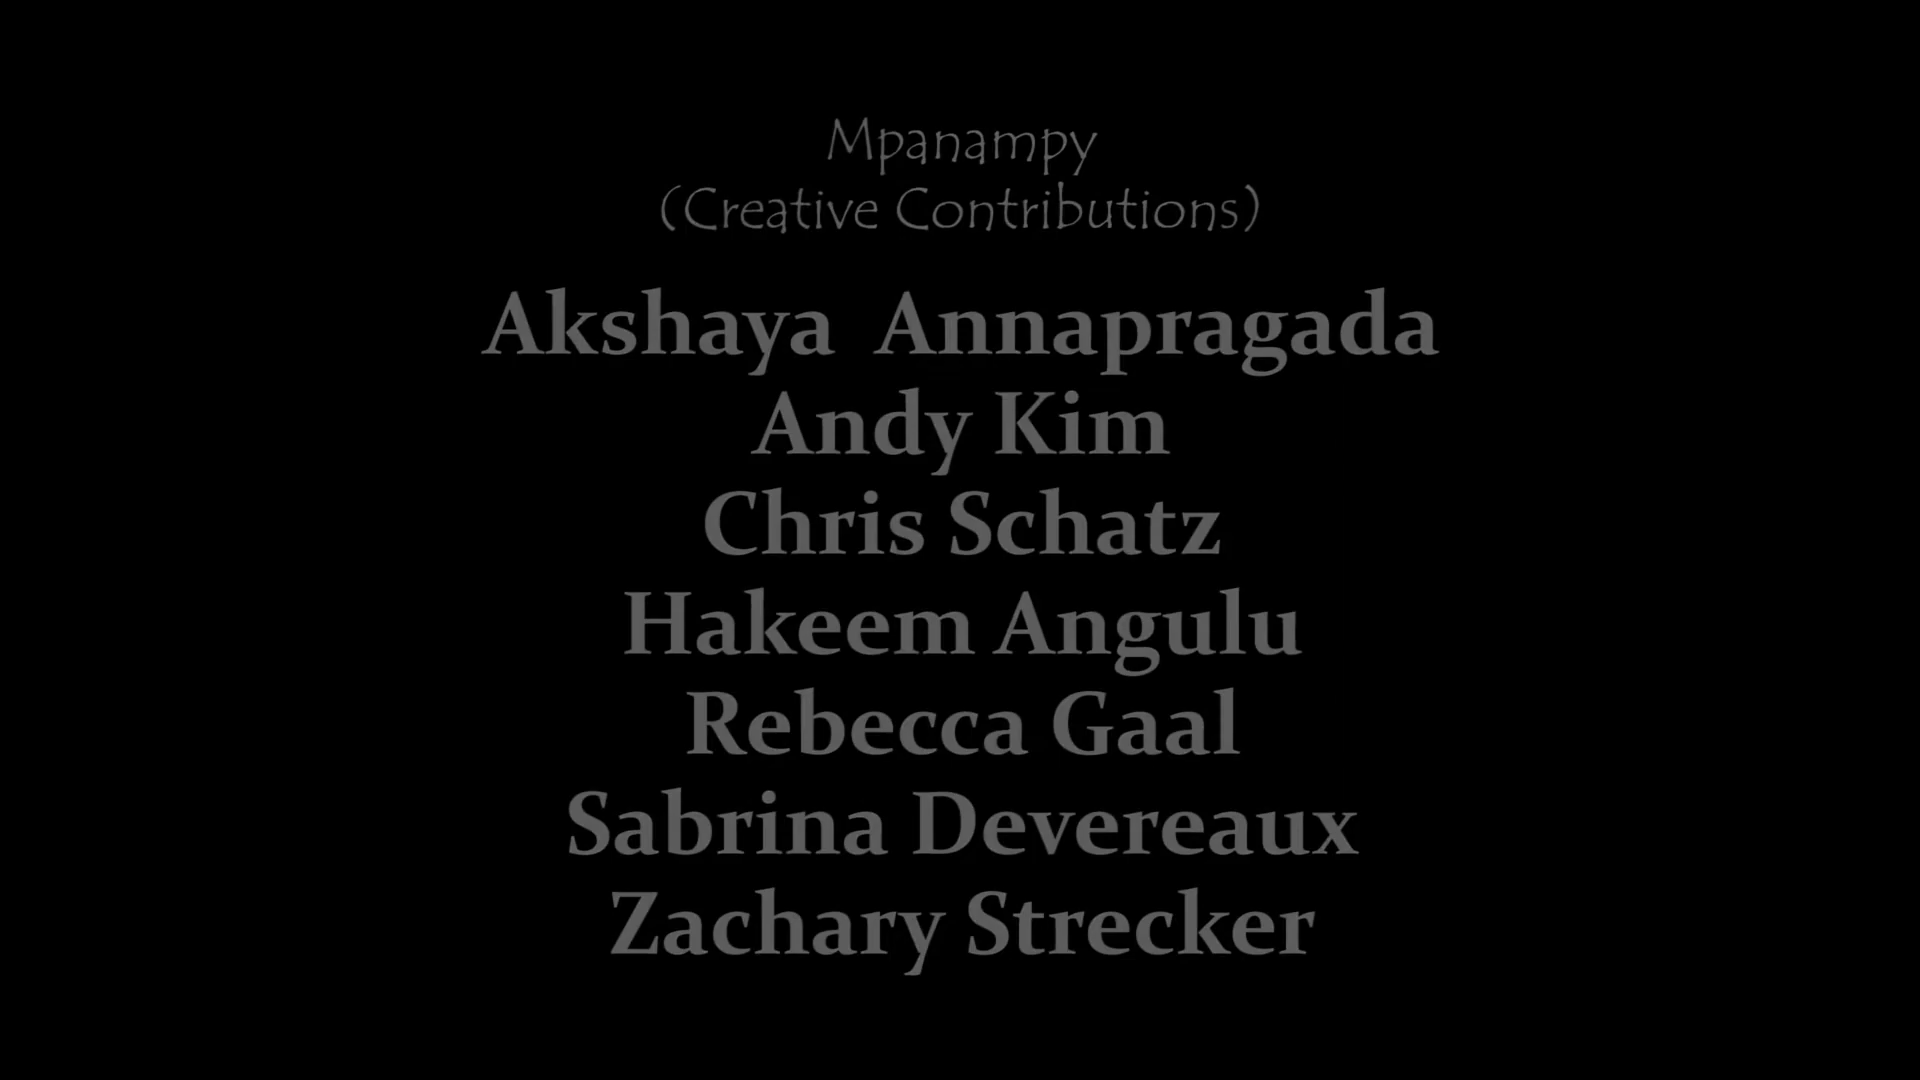 Mpanampy
(Creative Contributions)
Akshaya Annapragada
Andy Kim
Chris Schatz
Hakeem Angulu
Rebecca Gaal
Sabrina Devereaux
Zachary Strecker